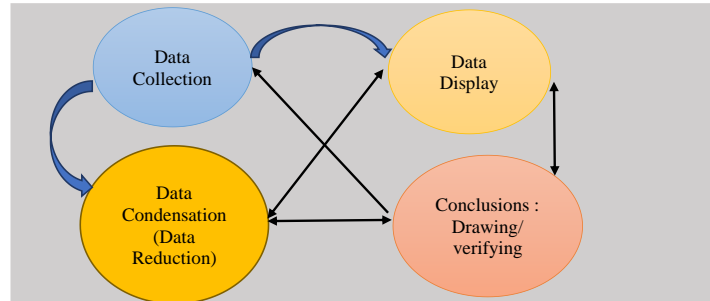 Data
Collection
Data
Display
Data
Condensation
(Data
Reduction)
Conclusions :
Drawing/
verifying